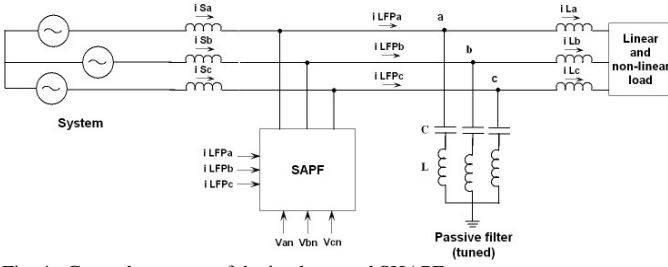 i Sa
i LFPa
a
i La
i Sb
i LFPb
b
i Lb
Linear and non-linear load
i Sc
i LFPc
c
i Lc
System
C
L
i LFPa
i LFPb
i LFPc
SAPF
Van Vbn Vcn
Passive filter
(tuned)